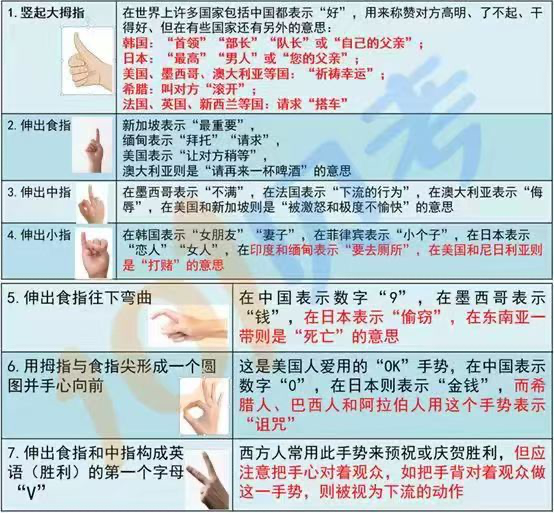 1. 竖起大拇指
在世界上许多国家包括中国都表示“好”，用来称赞对方高明、了不起、干
得好，但在有些国家还有另外的意思：
韩国：“首领”“部长”“队长”或“自己的父亲”；
日本：“最高”“男人”或“您的父亲”；
美国、墨西哥、澳大利亚等国：“祈祷幸运”；
希腊：叫对方“滚开”；
法国、英国、新西兰等国：请求“搭车”
2. 伸出食指
新加坡表示“最重要”，
缅甸表示“拜托”“请求”，
美国表示“让对方稍等”，
澳大利亚则是“请再来一杯啤酒”的意思
3. 伸出中指
在墨西哥表示“不满”，在法国表示“下流的行为”，在澳大利亚表示“侮
辱”，在美国和新加坡则是“被激怒和极度不愉快”的意思
4. 伸出小指
在韩国表示“女朋友”“妻子”，在菲律宾表示“小个子”，在日本表示
“恋人”“女人”，在印度和缅甸表示“要去厕所”，在美国和尼日利亚则
是“打赌”的意思
5. 伸出食指往下弯曲
在中国表示数字“9”，在墨西哥表示
“钱”，在日本表示“偷窃”，在东南亚一
带则是“死亡”的意思
6. 用拇指与食指尖形成一个圆
图并手心向前
这是美国人爱用的“OK”手势，在中国表示
数字“0”，在日本则表示“金钱”，而希
腊人、巴西人和阿拉伯人用这个手势表示
“诅咒”
7. 伸出食指和中指构成英
语（胜利）的第一个字母
“V”
西方人常用此手势来预祝或庆贺胜利，但应
注意把手心对着观众，如把手背对着观众做
这一手势，则被视为下流的动作